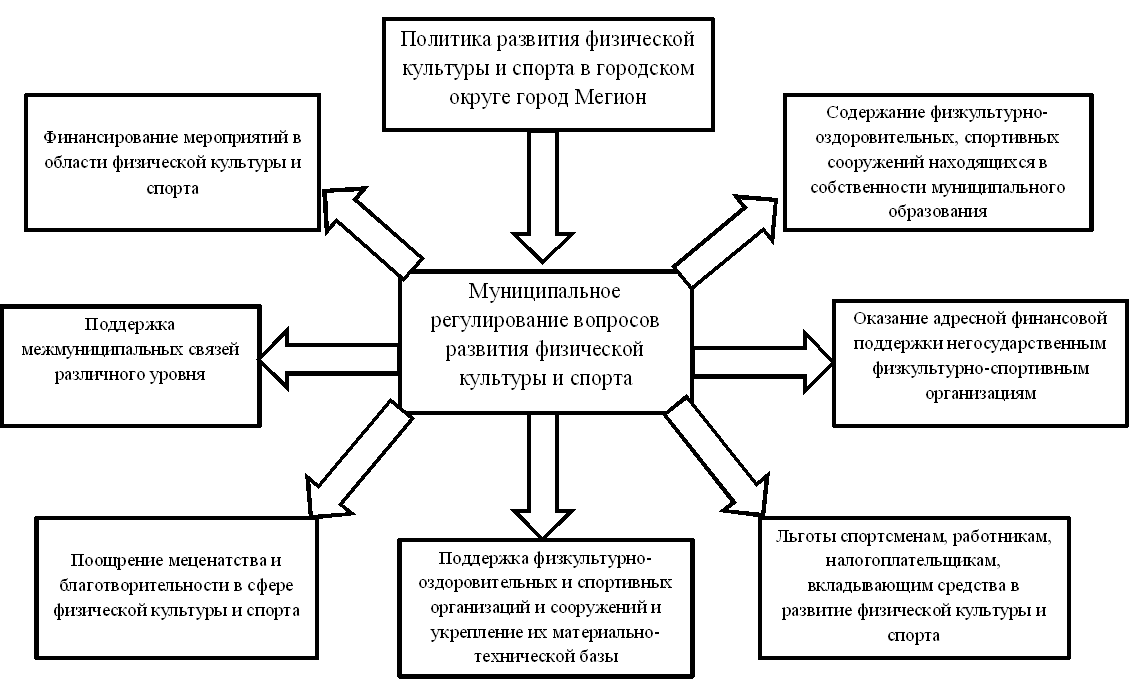 Политика развития физической
культуры и спорта в городском
округе город Мегион
Финансирование мероприятий в
области физической культуры и
спорта
Содержание физкультурно-
оздоровительных, спортивных
сооружений находящихся в
собственности муниципального
образования
Муниципальное
регулирование вопросов
развития физической
культуры и спорта
Поддержка
межмуниципальных связей
различного уровня
Оказание адресной финансовой
поддержки негосударственным
физкультурно-спортивным
организациям
Поощрение меценатства и
благотворительности в сфере
физической культуры и спорта
Поддержка физкультурно-
оздоровительных и спортивных
организаций и сооружений и
укрепление их материально-
технической базы
Льготы спортсменам, работникам,
налогоплательщикам,
вкладывающим средства в
развитие физической культуры и
спорта